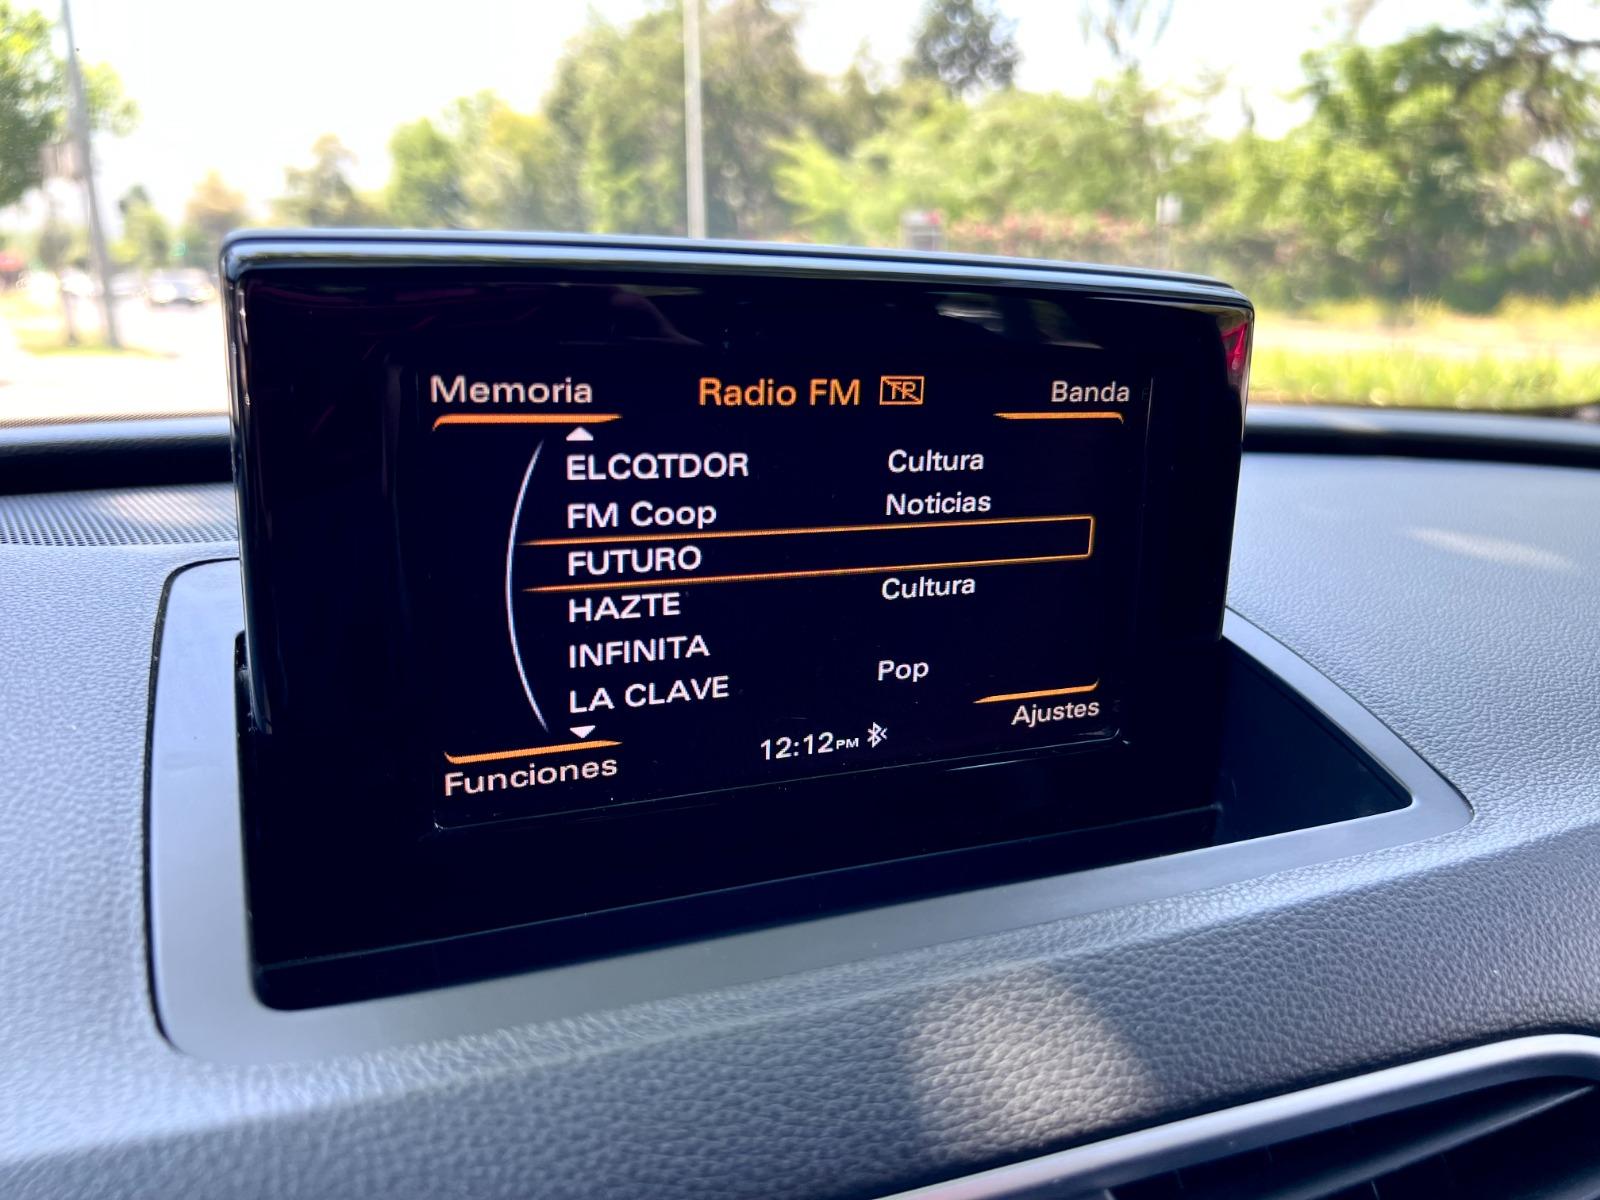 Memoria Radio FM TP Banda
ELCQTDOR Cultura
FM Coop Noticias
FUTURO
HAZTE Cultura
INFINITA
LA CLAVE Pop
Funciones 12:12PM Ajustes